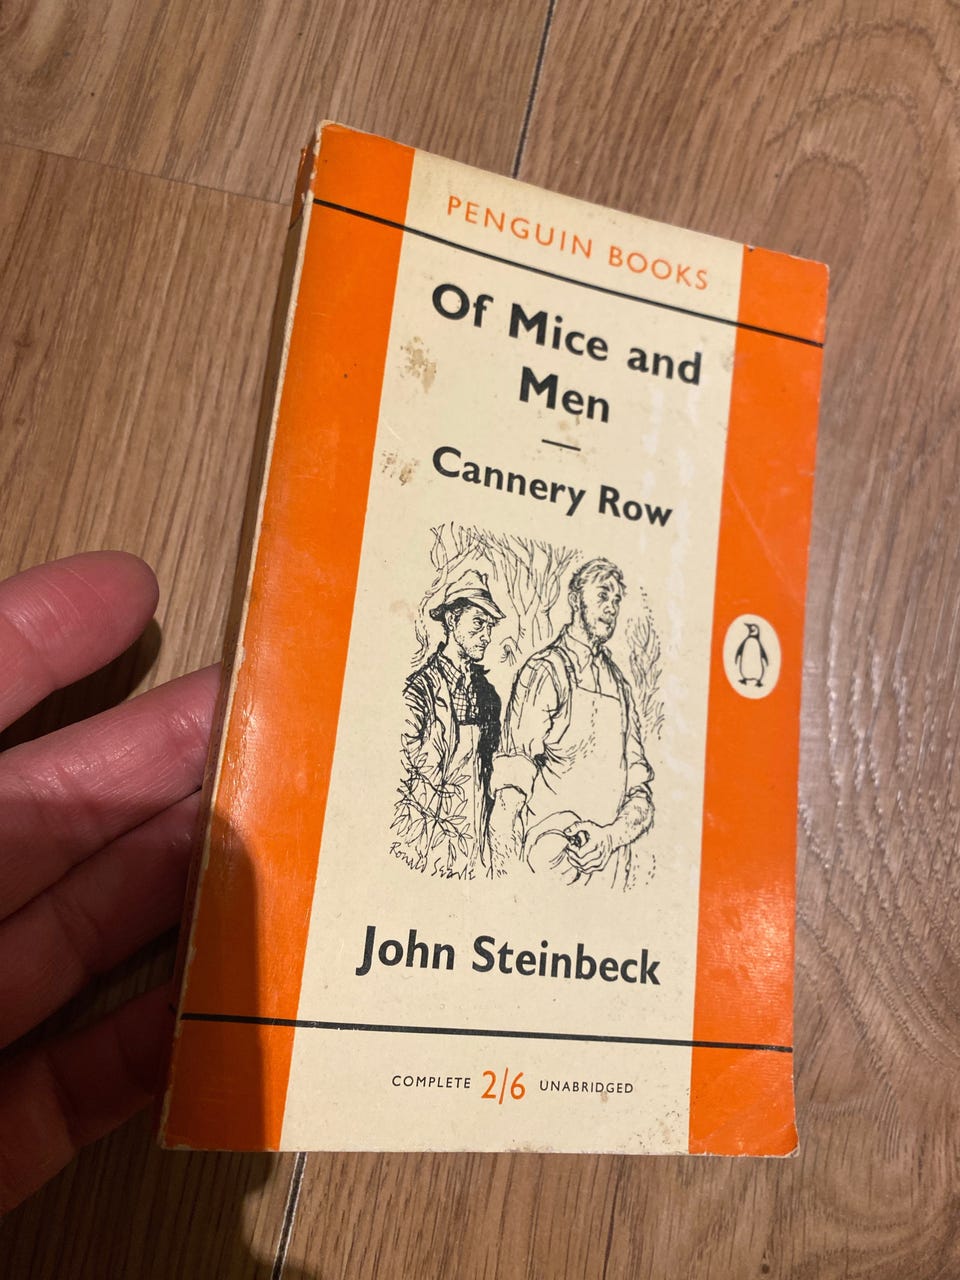 PENGUIN BOOKS
Of Mice and
Men
Cannery Row
Ronald Searle
John Steinbeck
COMPLETE 2/6 UNABRIDGED